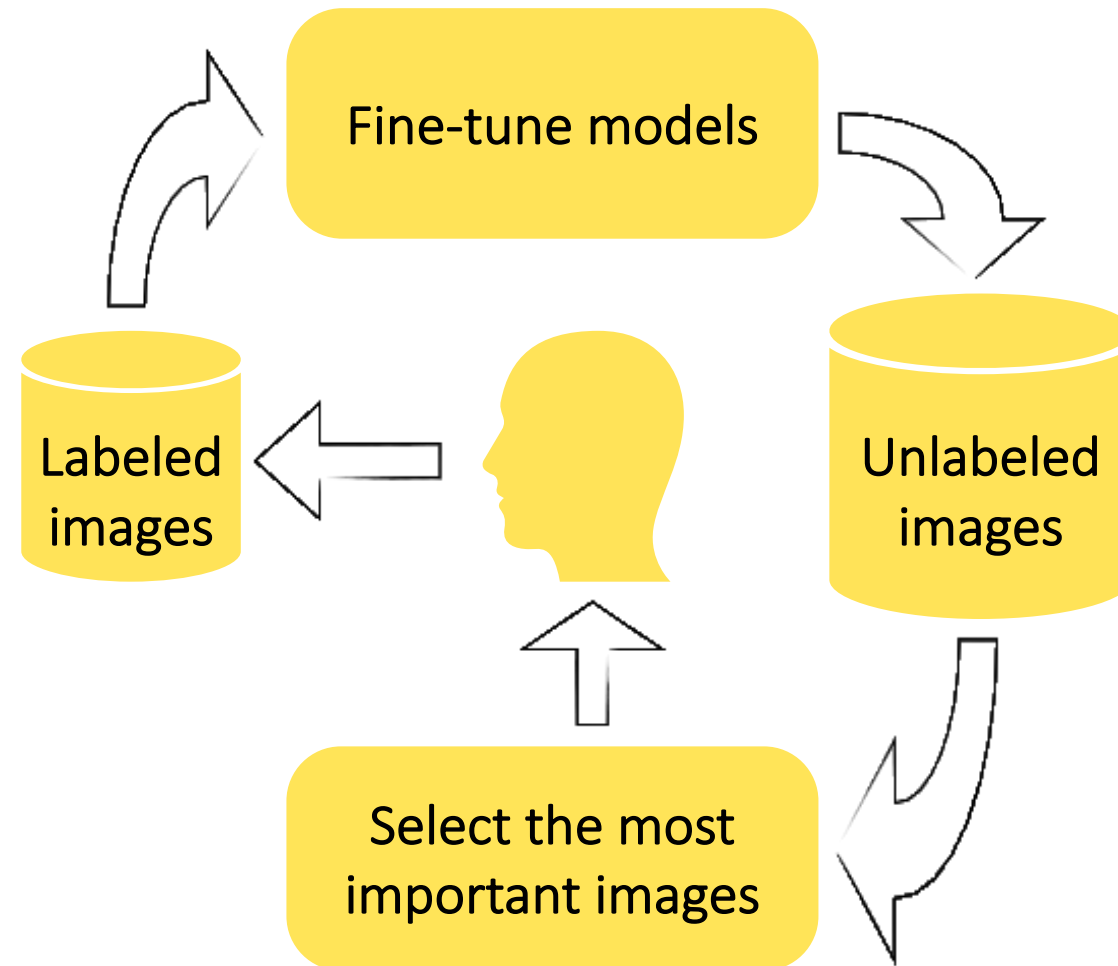 Fine-tune models
Labeled
images
Unlabeled
images
Select the most
important images